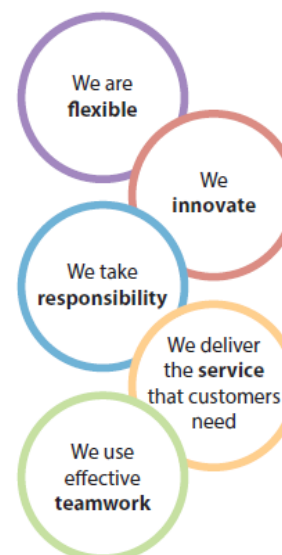 We are
flexible
We
innovate
We take
responsibility
We deliver
the service
that customers
need
We use
effective
teamwork